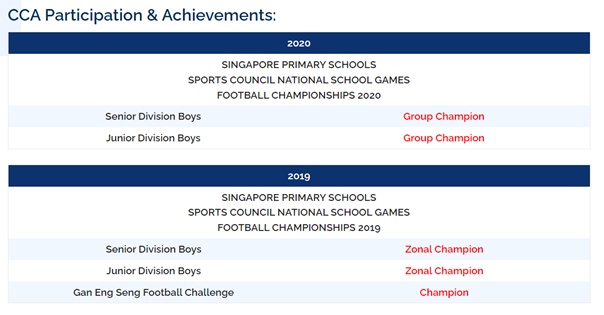 CCA Participation & Achievements:
2020
SINGAPORE PRIMARY SCHOOLS
SPORTS COUNCIL NATIONAL SCHOOL GAMES
FOOTBALL CHAMPIONSHIPS 2020
Senior Division Boys Group Champion
Junior Division Boys Group Champion
2019
SINGAPORE PRIMARY SCHOOLS
SPORTS COUNCIL NATIONAL SCHOOL GAMES
FOOTBALL CHAMPIONSHIPS 2019
Senior Division Boys Zonal Champion
Junior Division Boys Zonal Champion
Gan Eng Seng Football Challenge Champion